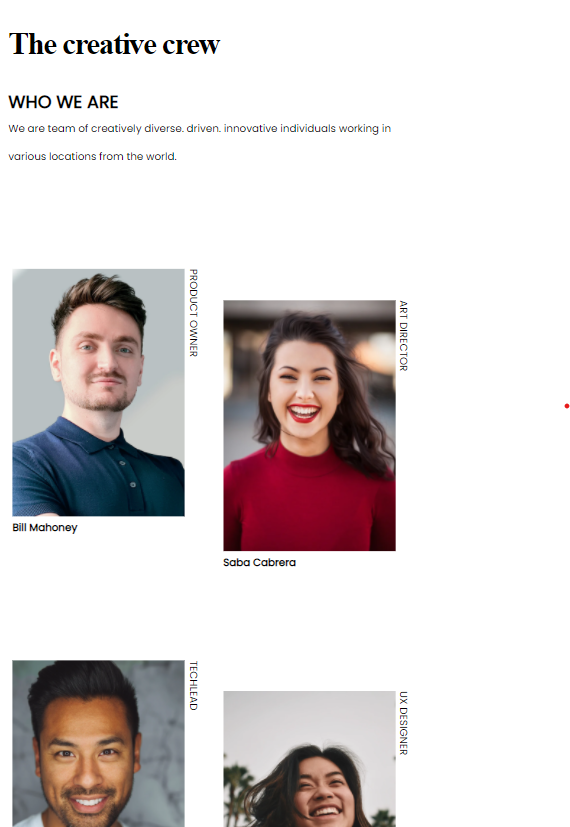 The creative crew
WHO WE ARE
We are team of creatively diverse. driven. innovative individuals working in
various locations from the world.
PRODUCT OWNER
Bill Mahoney
ART DIRECTOR
Saba Cabrera
TECHLEAD
UX DESIGNER